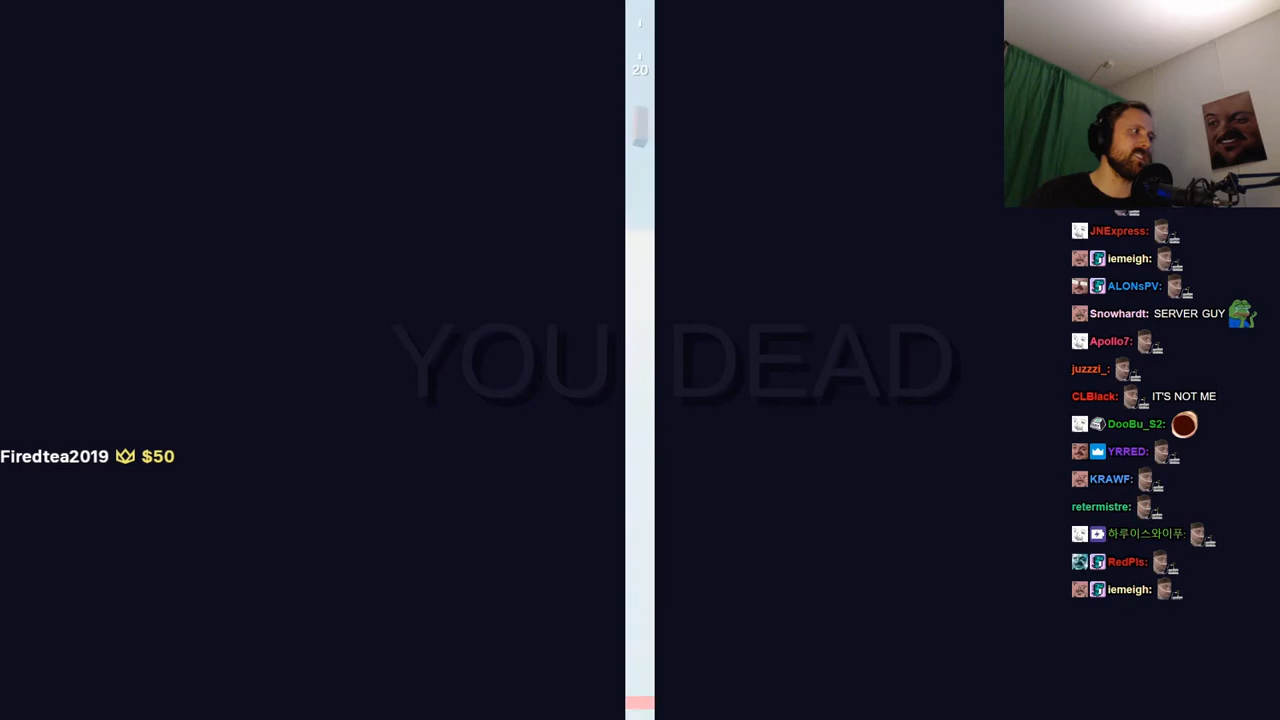 20
YOU DEAD
Firedtea2019 $50
JNExpress:
iemeigh:
ALONsPV:
Snowhardt: SERVER GUY
Apollo7:
juzzzi_:
CLBlack: IT'S NOT ME
DooBu_S2:
YRRED:
KRAWF:
retermistre:
하루이스와이푸:
RedPls:
iemeigh: